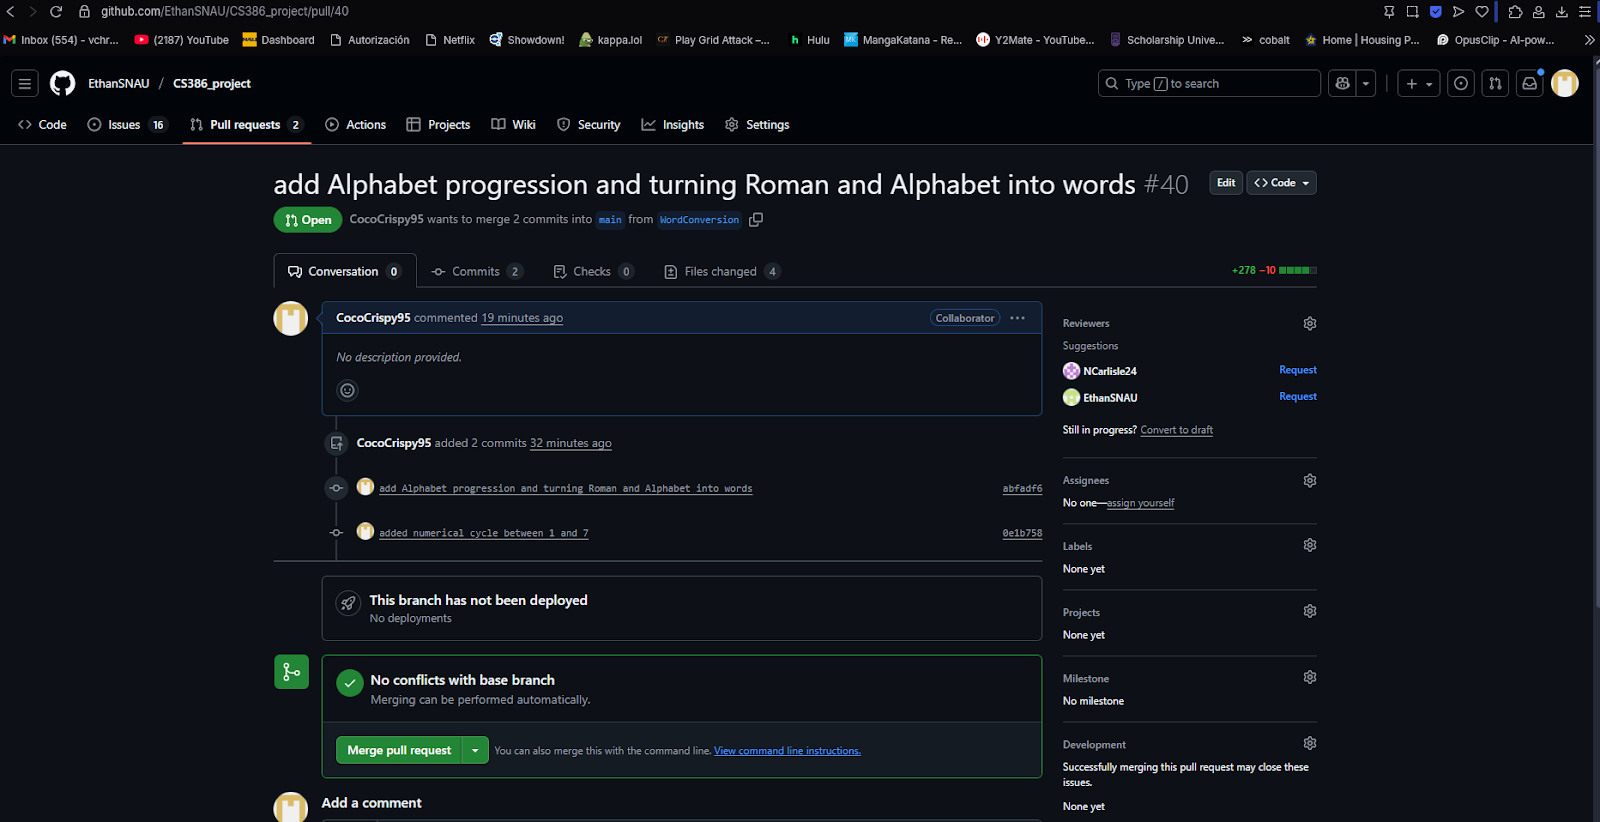 github.com/EthanSNAU/CS386_project/pull/40
Inbox (554) - vchr... (2187) YouTube Dashboard Autorización Netflix Showdown! kappa.lol Play Grid Attack –... Hulu MangaKatana - Re... Y2Mate - YouTube... Scholarship Unive... cobalt Home | Housing P... OpusClip - AI-pow...
EthanSNAU / CS386_project
Type / to search
Code Issues 16 Pull requests 2 Actions Projects Wiki Security Insights Settings
add Alphabet progression and turning Roman and Alphabet into words #40
Edit <> Code
Open CocoCrispy95 wants to merge 2 commits into main from WordConversion
Conversation 0 Commits 2 Checks 0 Files changed 4
+278 −10
CocoCrispy95 commented 19 minutes ago
Collaborator ...
No description provided.
CocoCrispy95 added 2 commits 32 minutes ago
add Alphabet progression and turning Roman and Alphabet into words abfadf6
added numerical cycle between 1 and 7 0e1b758
This branch has not been deployed
No deployments
No conflicts with base branch
Merging can be performed automatically.
Merge pull request You can also merge this with the command line. View command line instructions.
Add a comment
Reviewers
Suggestions
NCarlisle24 Request
EthanSNAU Request
Still in progress? Convert to draft
Assignees
No one—assign yourself
Labels
None yet
Projects
None yet
Milestone
No milestone
Development
Successfully merging this pull request may close these
issues.
None yet